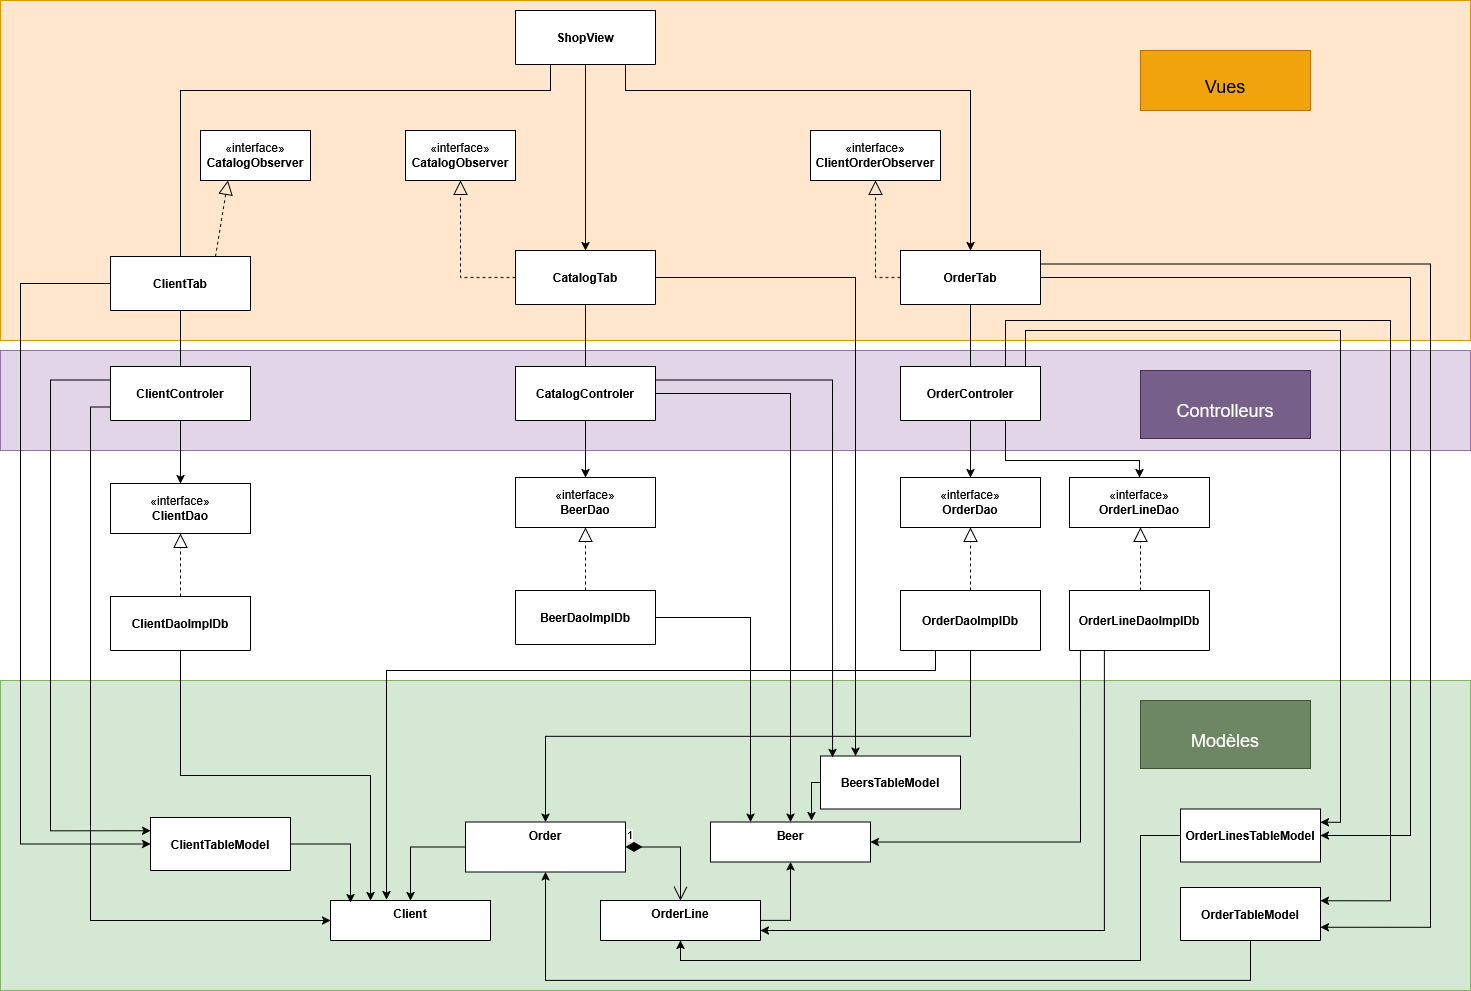 ShopView
Vues
«interface»
CatalogObserver
«interface»
CatalogObserver
«interface»
ClientOrderObserver
ClientTab
CatalogTab
OrderTab
ClientControler
CatalogControler
OrderControler
Controlleurs
«interface»
ClientDao
«interface»
BeerDao
«interface»
OrderDao
«interface»
OrderLineDao
ClientDaoImplDb
BeerDaoImplDb
OrderDaoImplDb
OrderLineDaoImplDb
Modèles
BeersTableModel
ClientTableModel
Order
1
Beer
OrderLinesTableModel
Client
OrderLine
OrderTableModel